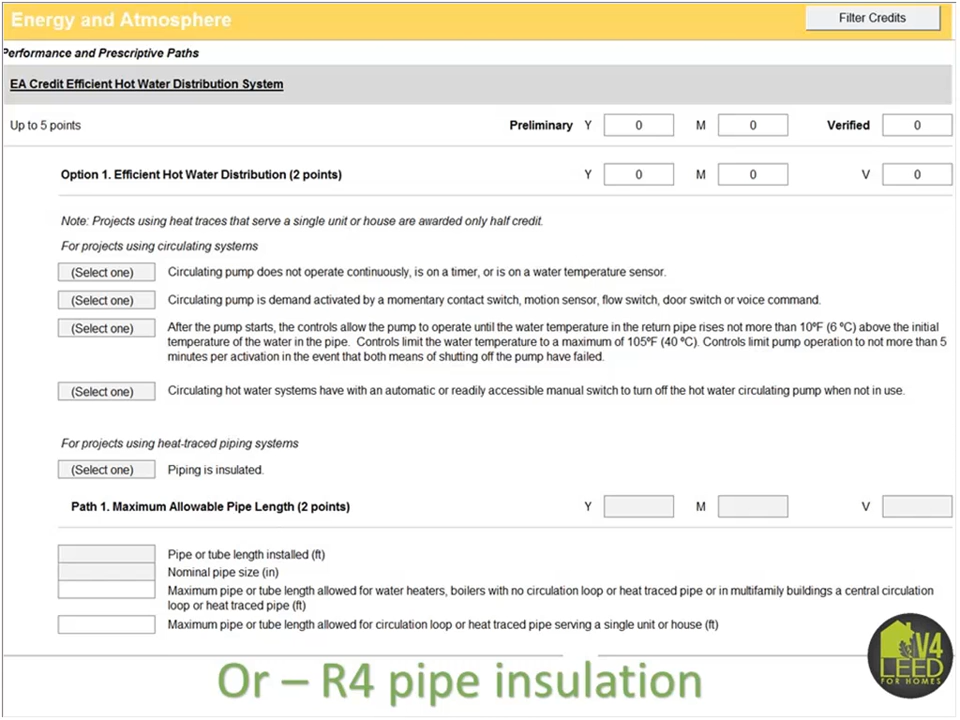 Energy and Atmosphere
Filter Credits
Performance and Prescriptive Paths
EA Credit Efficient Hot Water Distribution System
Up to 5 points Preliminary Y 0 M 0 Verified 0
Option 1. Efficient Hot Water Distribution (2 points) Y 0 M 0 V 0
Note: Projects using heat traces that serve a single unit or house are awarded only half credit.
For projects using circulating systems
(Select one) Circulating pump does not operate continuously, is on a timer, or is on a water temperature sensor.
(Select one) Circulating pump is demand activated by a momentary contact switch, motion sensor, flow switch, door switch or voice command.
(Select one) After the pump starts, the controls allow the pump to operate until the water temperature in the return pipe rises not more than 10ºF (6 ºC) above the initial
temperature of the water in the pipe. Controls limit the water temperature to a maximum of 105ºF (40 ºC). Controls limit pump operation to not more than 5
minutes per activation in the event that both means of shutting off the pump have failed.
(Select one) Circulating hot water systems have with an automatic or readily accessible manual switch to turn off the hot water circulating pump when not in use.
For projects using heat-traced piping systems
(Select one) Piping is insulated.
Path 1. Maximum Allowable Pipe Length (2 points) Y M V
Pipe or tube length installed (ft)
Nominal pipe size (in)
Maximum pipe or tube length allowed for water heaters, boilers with no circulation loop or heat traced pipe or in multifamily buildings a central circulation
loop or heat traced pipe (ft)
Maximum pipe or tube length allowed for circulation loop or heat traced pipe serving a single unit or house (ft)
Or – R4 pipe insulation
V4
LEED
FOR HOMES